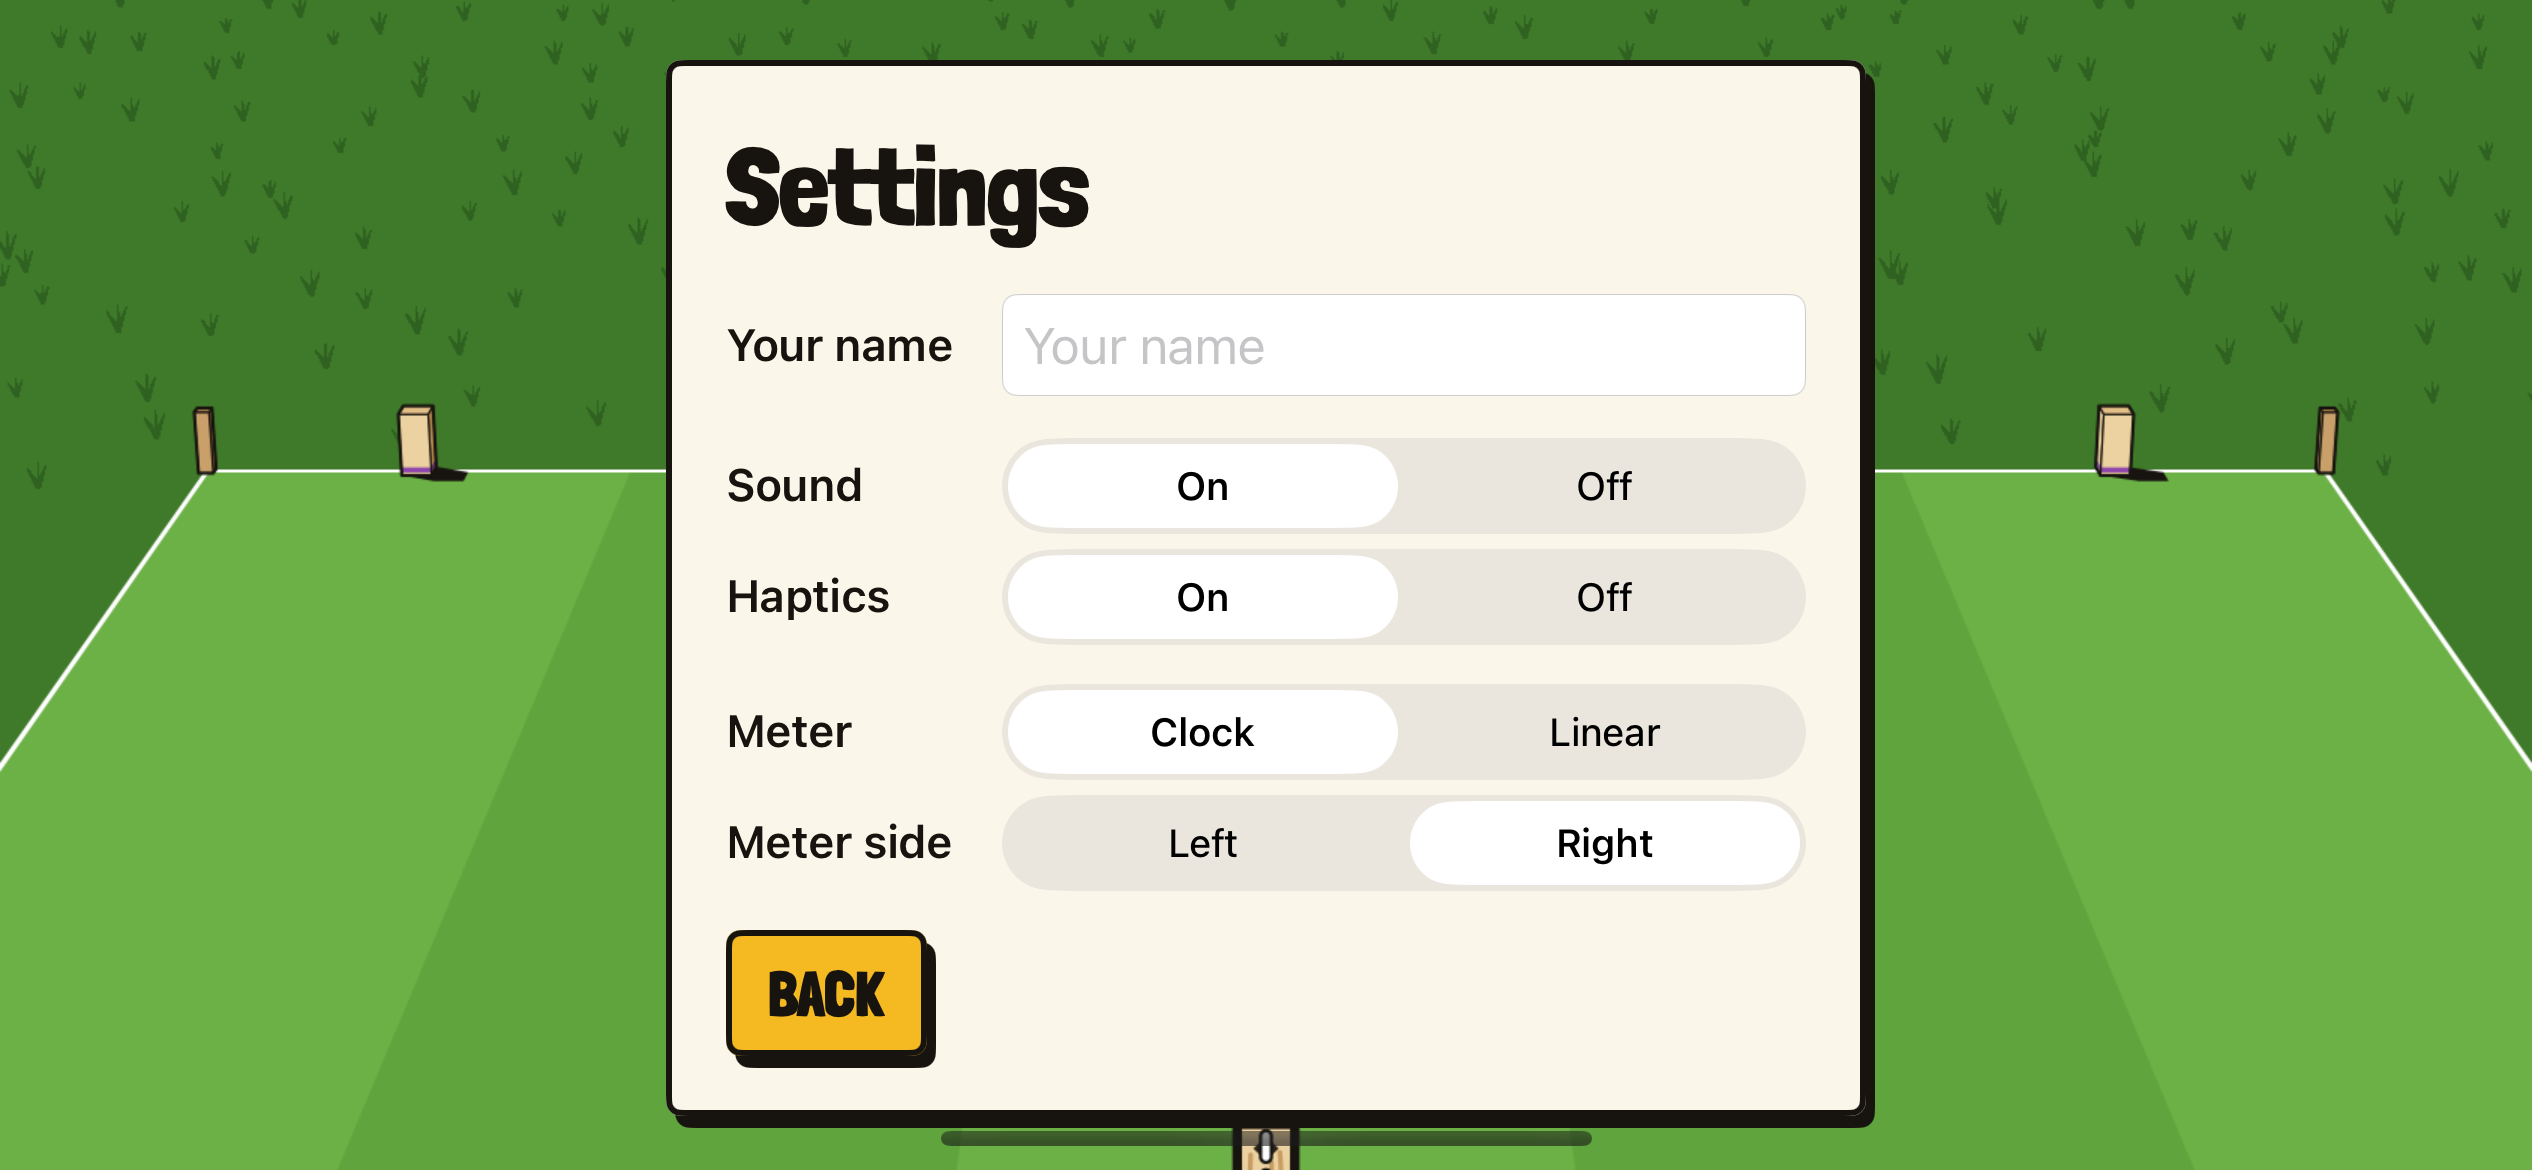 Settings
Your name
Your name
Sound
On
Off
Haptics
On
Off
Meter
Clock
Linear
Meter side
Left
Right
BACK